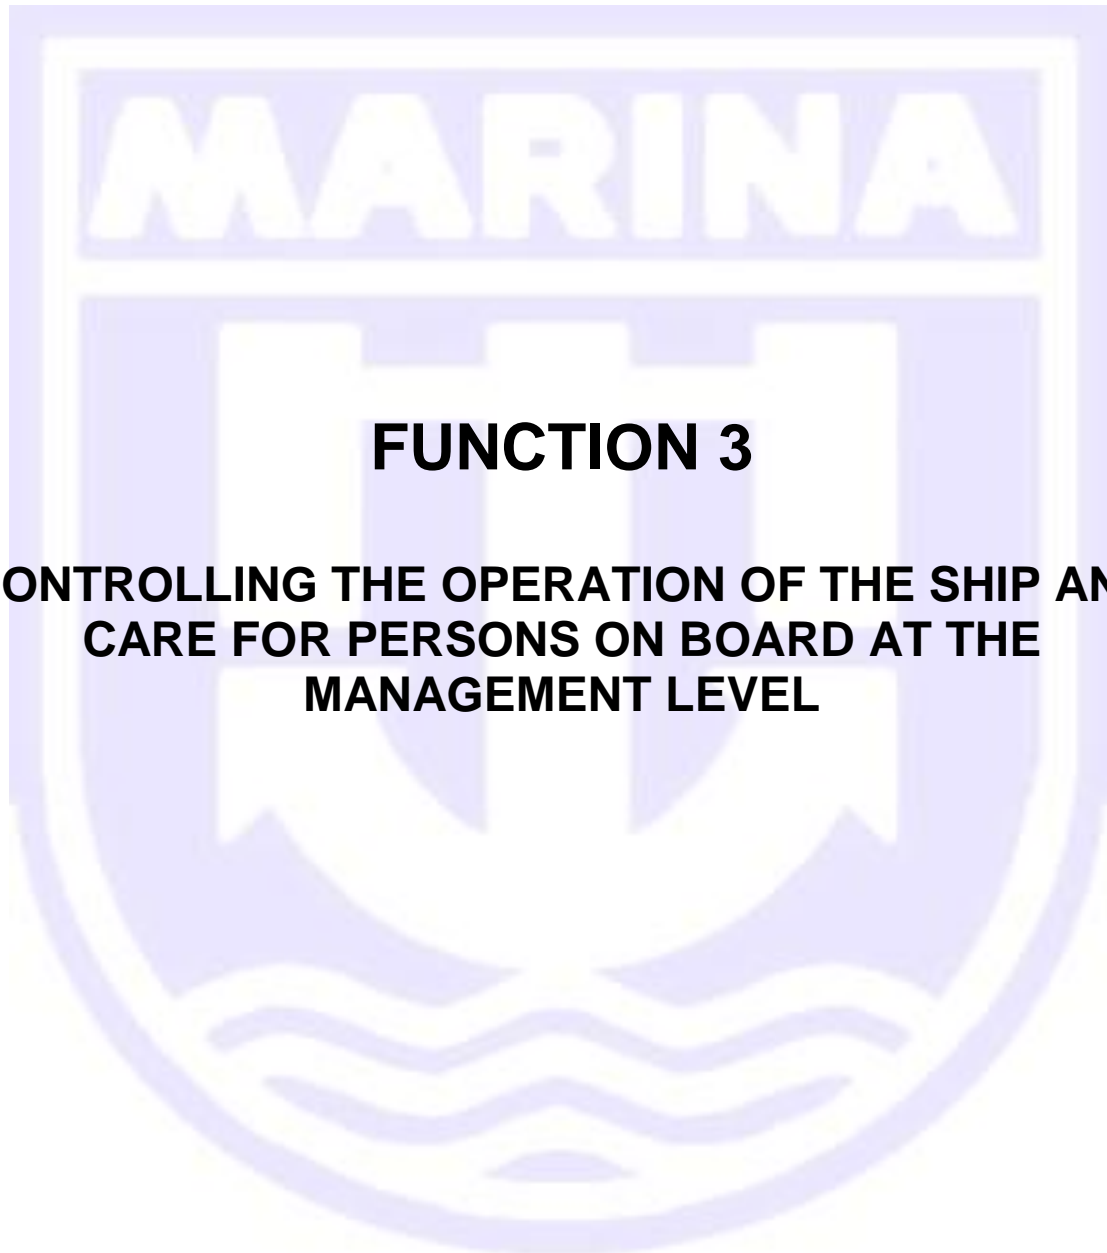 MARINA
FUNCTION 3
ONTROLLING THE OPERATION OF THE SHIP AN
CARE FOR PERSONS ON BOARD AT THE
MANAGEMENT LEVEL